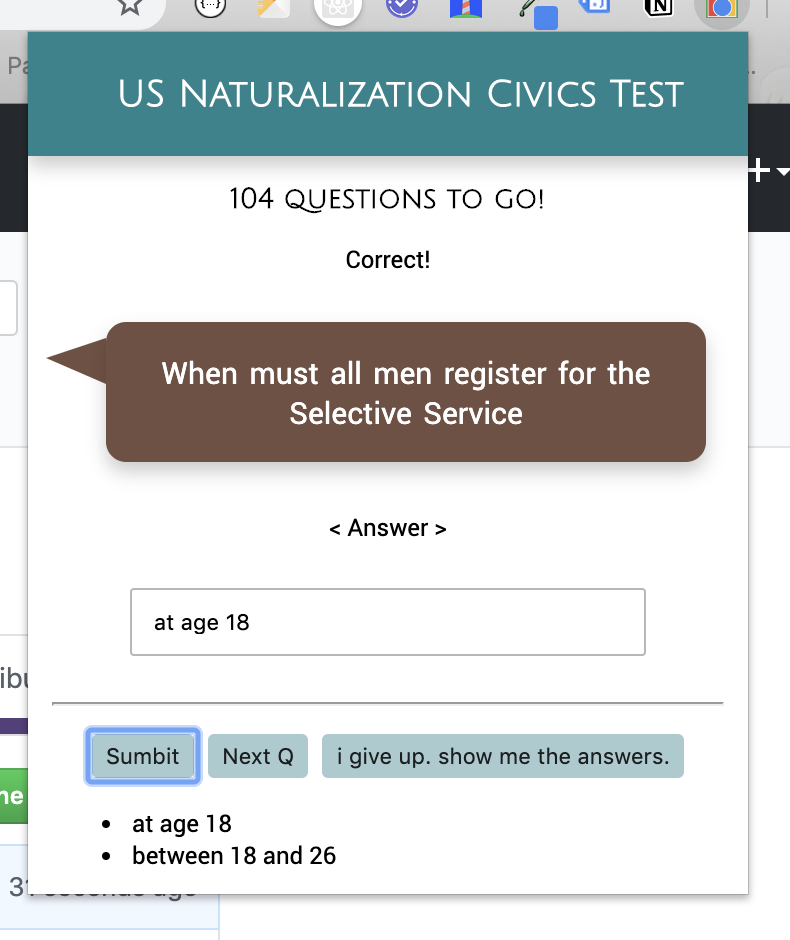 Pa
US Naturalization Civics Test
104 questions to go!
Correct!
When must all men register for the
Selective Service
< Answer >
at age 18
Sumbit
Next Q
i give up. show me the answers.
at age 18
between 18 and 26